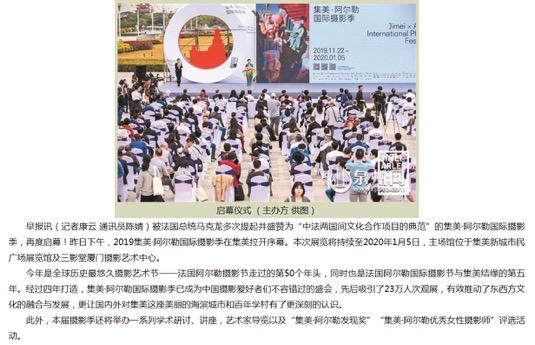 集美·阿尔勒
国际摄影季
2019.11.22—
2020.01.05
Jimei x A
International Ph
Fes
泉州网
启幕仪式 （主办方 供图）
早报讯（记者康云 通讯员陈婧）被法国总统马克龙多次提起并盛赞为“中法两国间文化合作项目的典范”的集美·阿尔勒国际摄影
季，再度启幕！昨日下午，2019集美·阿尔勒国际摄影季在集美拉开序幕。本次展览将持续至2020年1月5日，主场馆位于集美新城市民
广场展览馆及三影堂厦门摄影艺术中心。
今年是全球历史最悠久摄影艺术节——法国阿尔勒摄影节走过的第50个年头，同时也是法国阿尔勒国际摄影节与集美结缘的第五
年。经过四年打造，集美·阿尔勒国际摄影季已成为中国摄影爱好者们不容错过的盛会，先后吸引了23万人次观展，有效推动了东西方文
化的融合与发展，更让国内外对集美这座美丽的海滨城市和百年学村有了更深刻的认识。
此外，本届摄影季还将举办一系列学术研讨、讲座，艺术家导览以及“集美·阿尔勒发现奖”“集美·阿尔勒优秀女性摄影师”评选活
动。